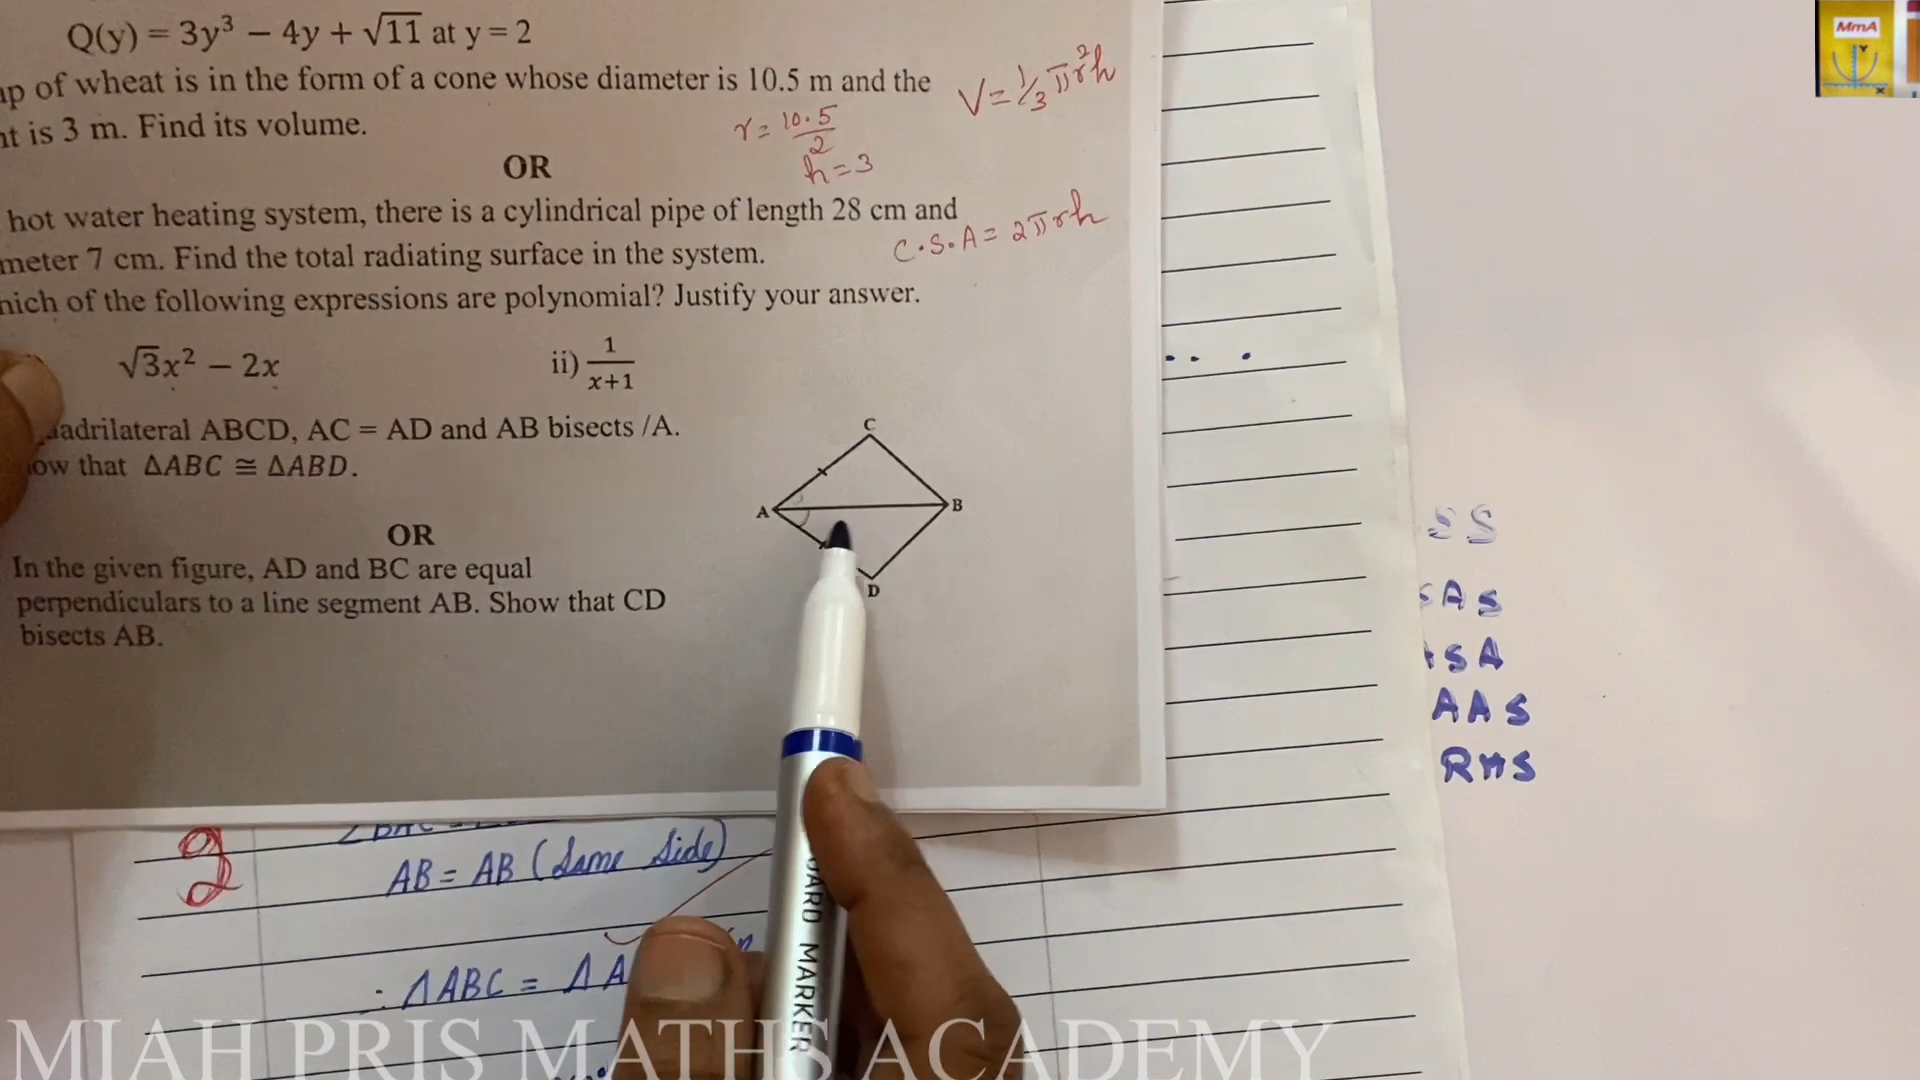 Q(y) = 3y³ − 4y + √11 at y = 2
of wheat is in the form of a cone whose diameter is 10.5 m and the
is 3 m. Find its volume.
V = 1/3 πr²h
r = 10.5/2
h = 3
OR
hot water heating system, there is a cylindrical pipe of length 28 cm and
meter 7 cm. Find the total radiating surface in the system.
C.S.A = 2πrh
hich of the following expressions are polynomial? Justify your answer.
√3x² − 2x ii) 1/(x+1)
adrilateral ABCD, AC = AD and AB bisects /A.
ow that ΔABC ≅ ΔABD.
C
A
B
D
OR
In the given figure, AD and BC are equal
perpendiculars to a line segment AB. Show that CD
bisects AB.
SS
SAS
SA
AAS
RHS
AB = AB (Same Side)
∴ ΔABC = ΔA
BOARD MARKER
MIAH PRIS MATHS ACADEMY
MmA
Y
X